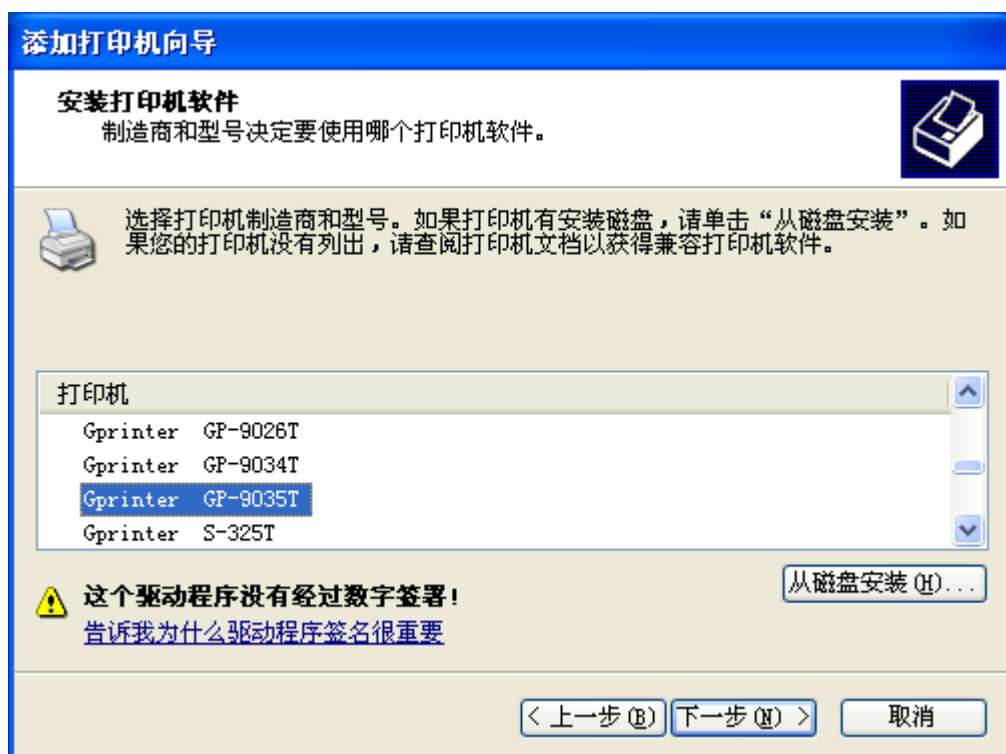 添加打印机向导
安装打印机软件
制造商和型号决定要使用哪个打印机软件。
选择打印机制造商和型号。如果打印机有安装磁盘，请单击“从磁盘安装”。如
果您的打印机没有列出，请查阅打印机文档以获得兼容打印机软件。
打印机
Gprinter GP-9026T
Gprinter GP-9034T
Gprinter GP-9035T
Gprinter S-325T
这个驱动程序没有经过数字签署!
告诉我为什么驱动程序签名很重要
从磁盘安装(H)...
< 上一步(B)
下一步(N) >
取消